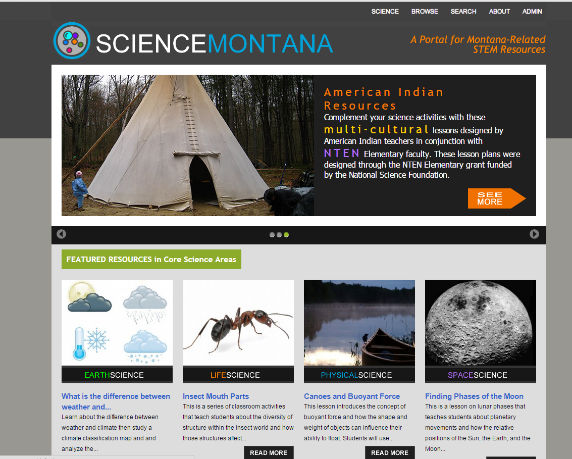 SCIENCE BROWSE SEARCH ABOUT ADMIN
SCIENCEMONTANA
A Portal for Montana-Related
STEM Resources
American Indian
Resources
Complement your science activities with these
multi-cultural lessons designed by
American Indian teachers in conjunction with
NTEN Elementary faculty. These lesson plans were
designed through the NTEN Elementary grant funded
by the National Science Foundation.
SEE
MORE
FEATURED RESOURCES in Core Science Areas
EARTHSCIENCE
What is the difference between
weather and...
Learn about the difference between
weather and climate then study a
climate classification map and and
analyze the...
LIFESCIENCE
Insect Mouth Parts
This is a series of classroom activities
that teach students about the diversity of
structure within the insect world and how
those structures affect...
READ MORE
PHYSICALSCIENCE
Canoes and Buoyant Force
This lesson introduces the concept of
buoyant force and how the shape and
weight of objects can influence their
ability to float. Students will use
READ MORE
SPACESCIENCE
Finding Phases of the Moon
This is a lesson on lunar phases that
teaches students about planetary
movements and how the relative
positions of the Sun, the Earth, and the
Moon...